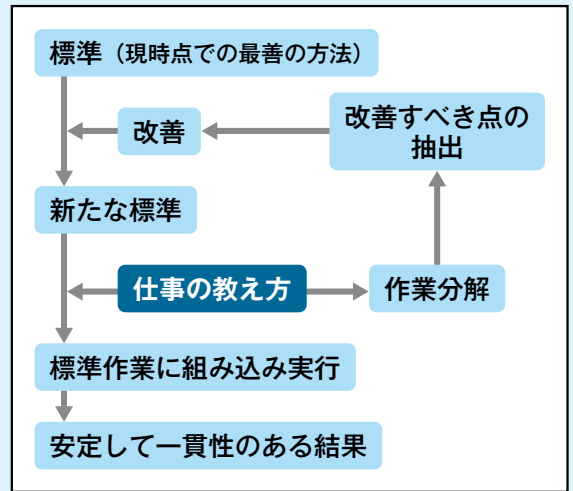 標準（現時点での最善の方法）
改善
改善すべき点の
抽出
新たな標準
仕事の教え方
作業分解
標準作業に組み込み実行
安定して一貫性のある結果